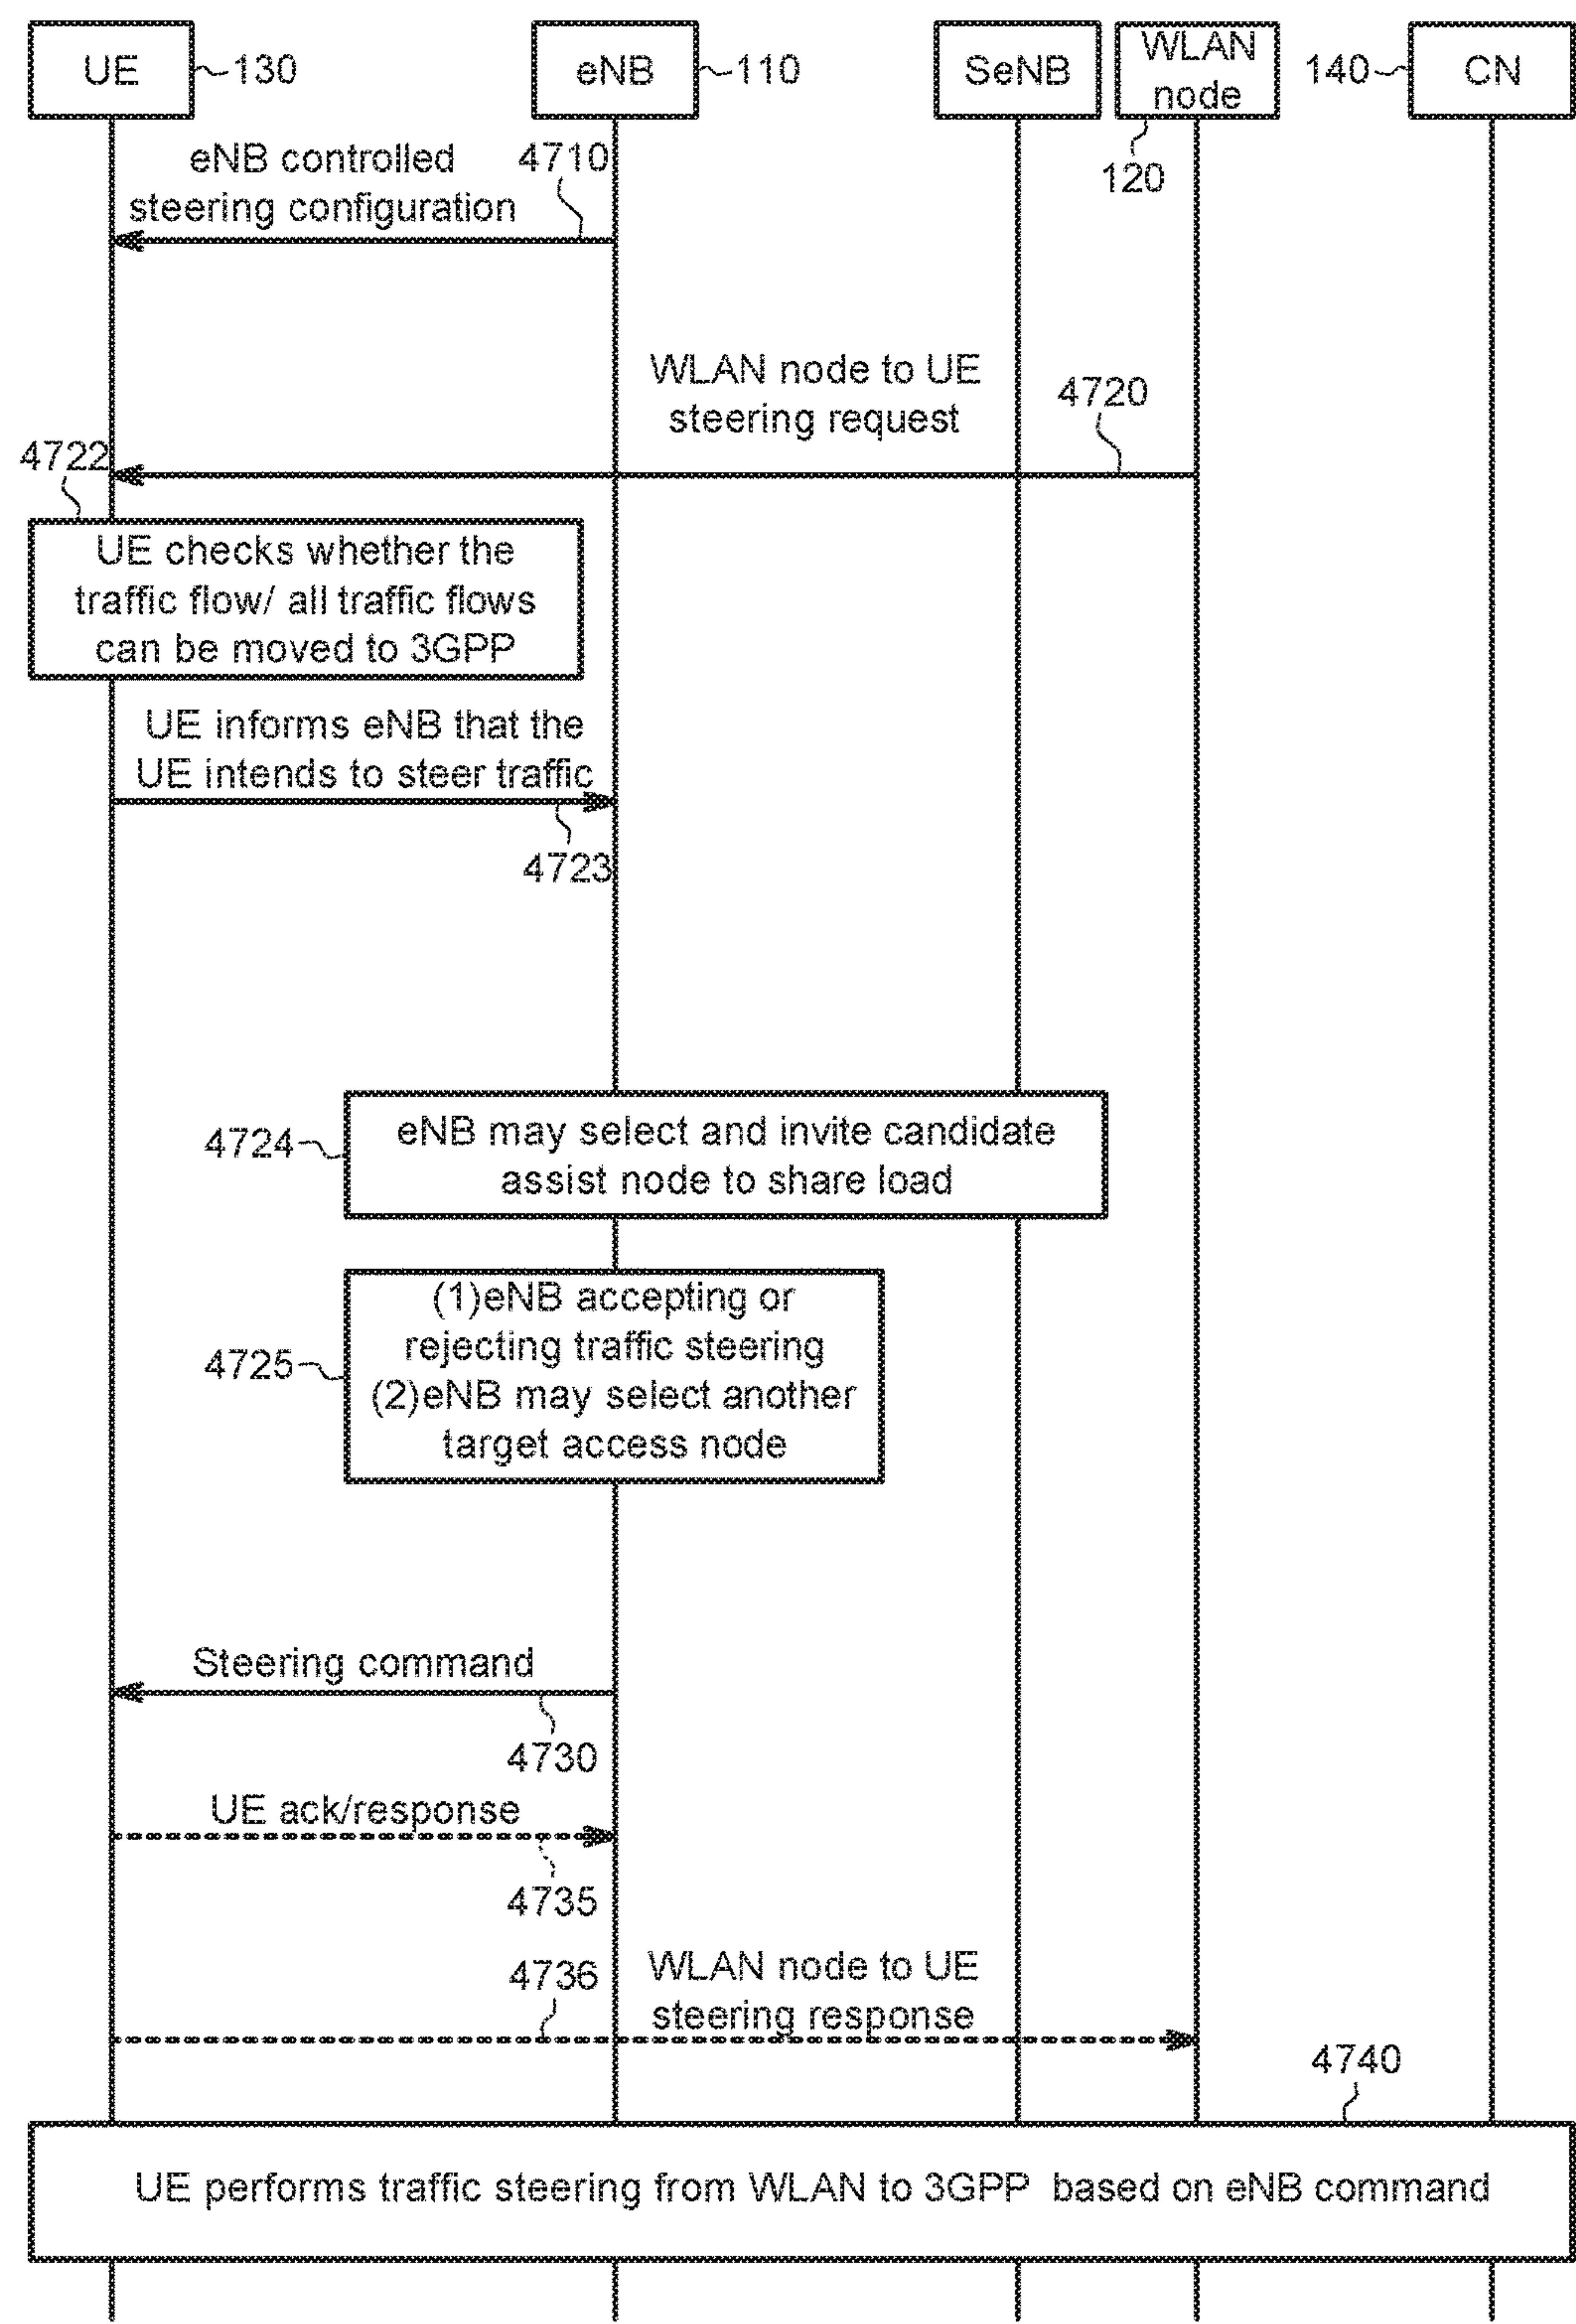 UE
130
eNB
110
SeNB
WLAN
node
120
140
CN
eNB controlled
steering configuration
4710
WLAN node to UE
steering request
4720
4722
UE checks whether the
traffic flow/ all traffic flows
can be moved to 3GPP
UE informs eNB that the
UE intends to steer traffic
4723
4724
eNB may select and invite candidate
assist node to share load
4725
(1)eNB accepting or
rejecting traffic steering
(2)eNB may select another
target access node
Steering command
4730
UE ack/response
4735
4736
WLAN node to UE
steering response
4740
UE performs traffic steering from WLAN to 3GPP based on eNB command